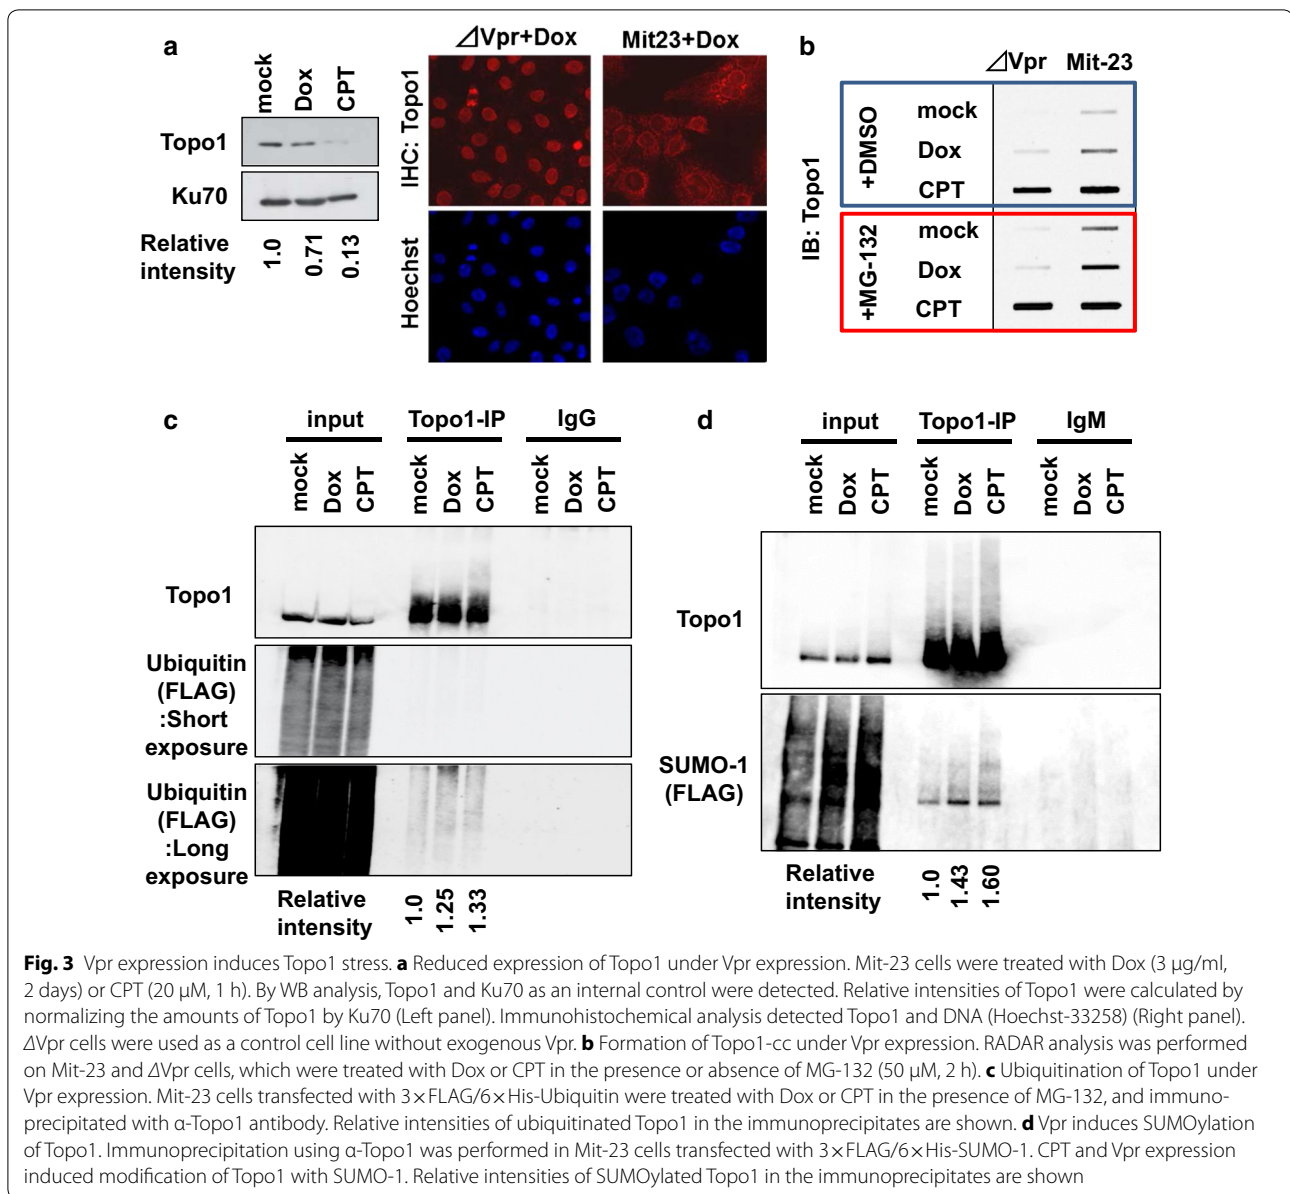 a
mock
Dox
CPT
Topo1
Ku70
Relative
intensity
1.0
0.71
0.13
⊿Vpr+Dox
Mit23+Dox
IHC: Topo1
Hoechst
b
⊿Vpr
Mit-23
IB: Topo1
+DMSO
mock
Dox
CPT
+MG-132
mock
Dox
CPT
c
input
Topo1-IP
IgG
mock
Dox
CPT
mock
Dox
CPT
mock
Dox
CPT
Topo1
Ubiquitin
(FLAG)
:Short
exposure
Ubiquitin
(FLAG)
:Long
exposure
Relative
intensity
1.0
1.25
1.33
d
input
Topo1-IP
IgM
mock
Dox
CPT
mock
Dox
CPT
mock
Dox
CPT
Topo1
SUMO-1
(FLAG)
Relative
intensity
1.0
1.43
1.60
Fig. 3 Vpr expression induces Topo1 stress. a Reduced expression of Topo1 under Vpr expression. Mit-23 cells were treated with Dox (3 μg/ml,
2 days) or CPT (20 μM, 1 h). By WB analysis, Topo1 and Ku70 as an internal control were detected. Relative intensities of Topo1 were calculated by
normalizing the amounts of Topo1 by Ku70 (Left panel). Immunohistochemical analysis detected Topo1 and DNA (Hoechst-33258) (Right panel).
ΔVpr cells were used as a control cell line without exogenous Vpr. b Formation of Topo1-cc under Vpr expression. RADAR analysis was performed
on Mit-23 and ΔVpr cells, which were treated with Dox or CPT in the presence or absence of MG-132 (50 μM, 2 h). c Ubiquitination of Topo1 under
Vpr expression. Mit-23 cells transfected with 3×FLAG/6×His-Ubiquitin were treated with Dox or CPT in the presence of MG-132, and immuno-
precipitated with α-Topo1 antibody. Relative intensities of ubiquitinated Topo1 in the immunoprecipitates are shown. d Vpr induces SUMOylation
of Topo1. Immunoprecipitation using α-Topo1 was performed in Mit-23 cells transfected with 3×FLAG/6×His-SUMO-1. CPT and Vpr expression
induced modification of Topo1 with SUMO-1. Relative intensities of SUMOylated Topo1 in the immunoprecipitates are shown